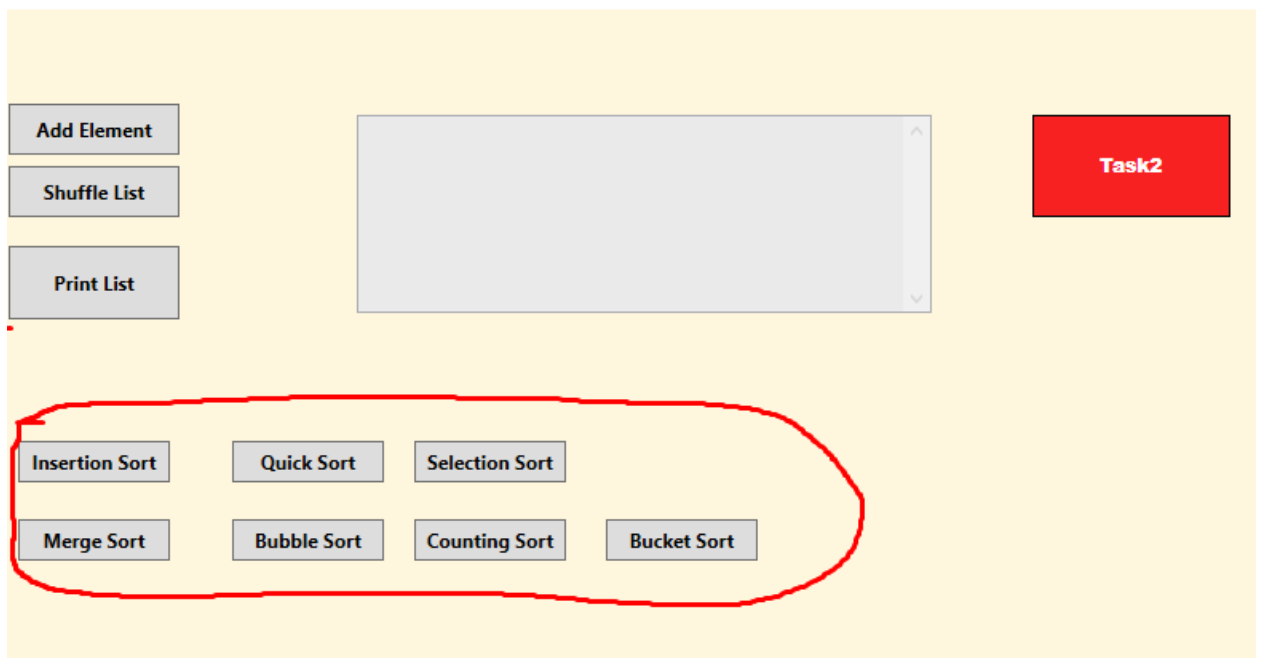 Add Element
Shuffle List
Print List
Task2
Insertion Sort
Quick Sort
Selection Sort
Merge Sort
Bubble Sort
Counting Sort
Bucket Sort